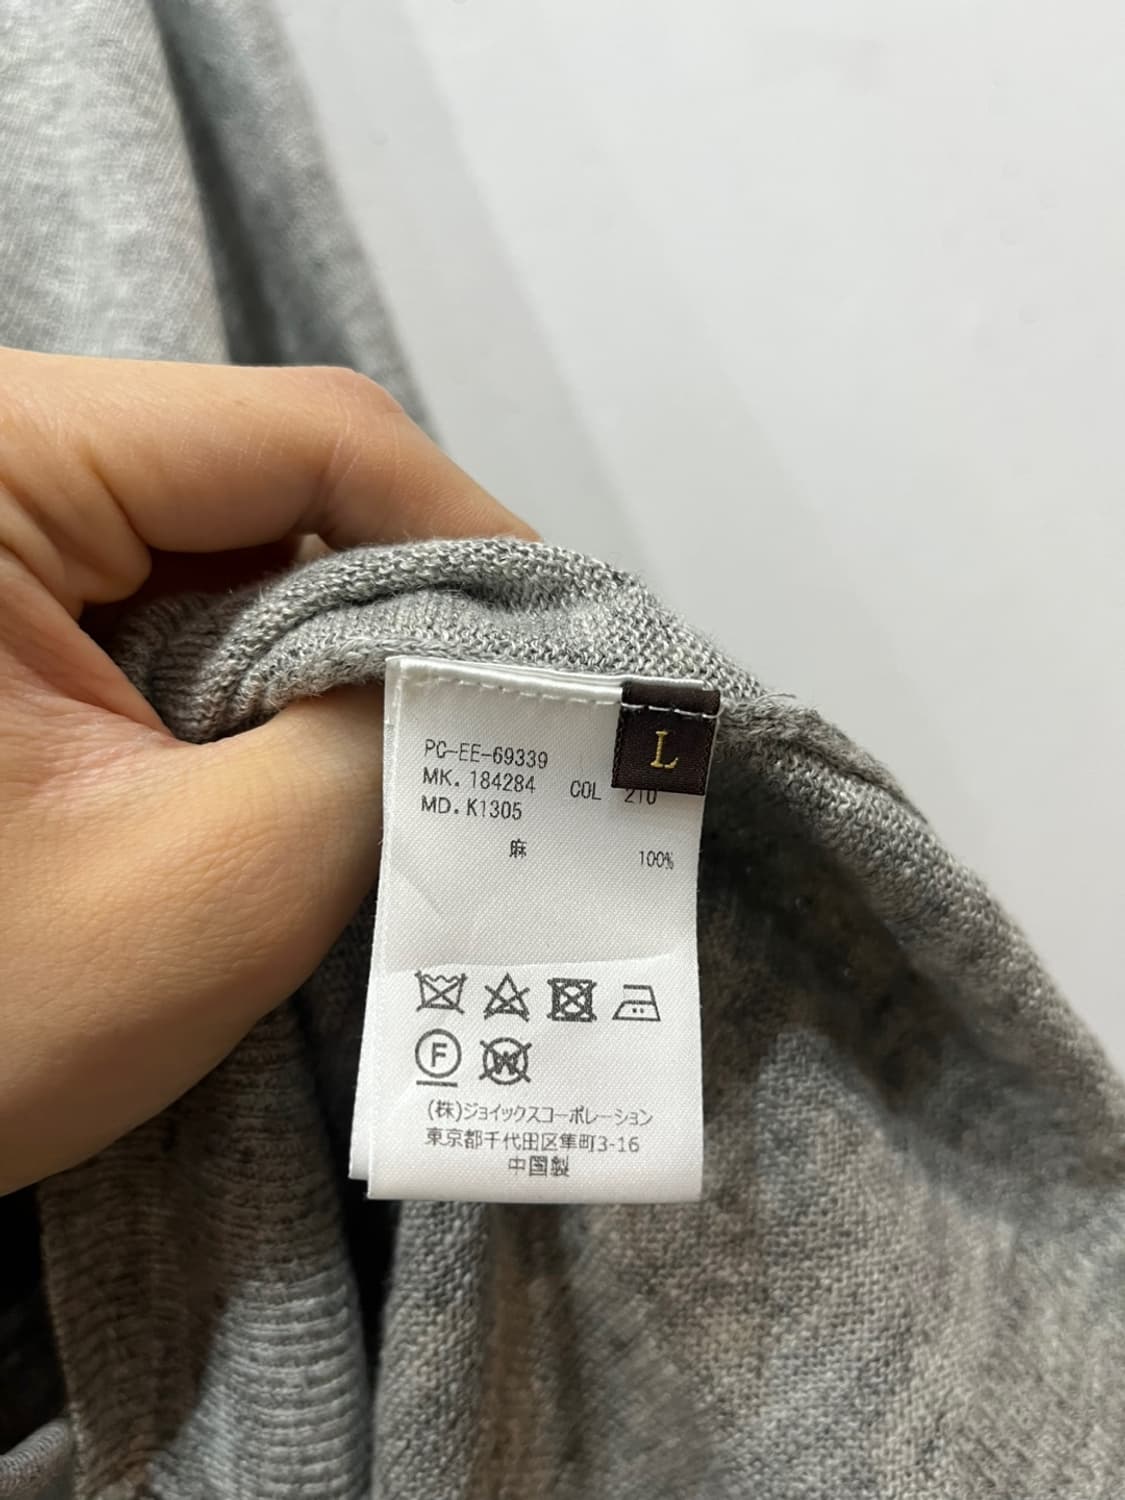 PC-EE-69339
MK. 184284 COL 210
MD. K1305
L
麻 100%
F
W
(株)ジョイックスコーポレーション
東京都千代田区隼町3-16
中国製